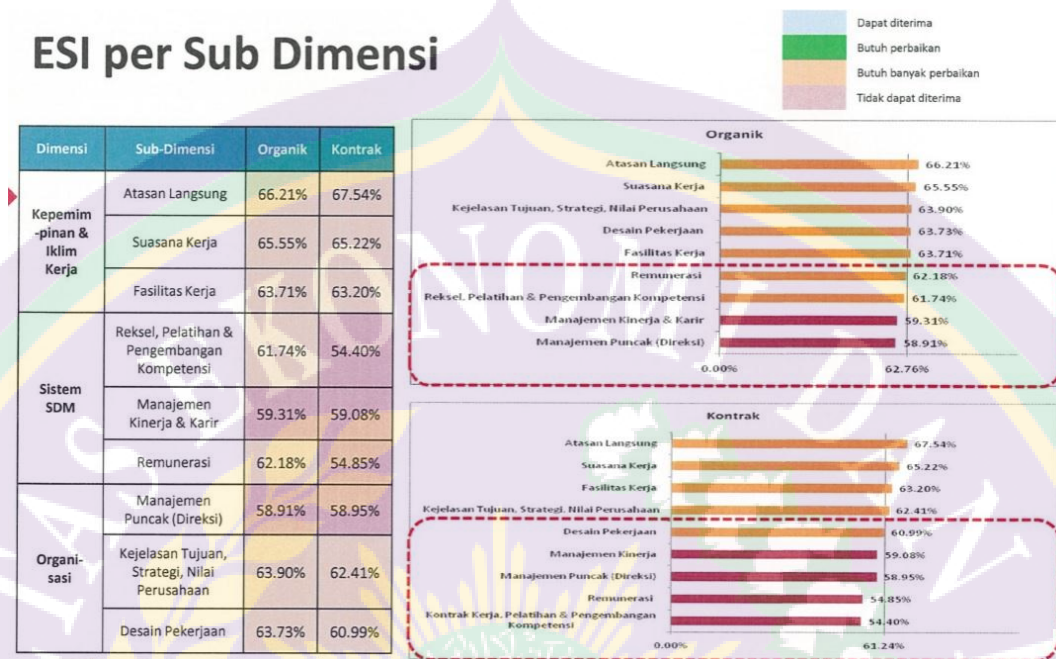 ESI per Sub Dimensi
Dapat diterima
Butuh perbaikan
Butuh banyak perbaikan
Tidak dapat diterima
Dimensi Sub-Dimensi Organik Kontrak
Kepemim
-pinan &
Iklim
Kerja
Atasan Langsung 66.21% 67.54%
Suasana Kerja 65.55% 65.22%
Fasilitas Kerja 63.71% 63.20%
Sistem
SDM
Reksel, Pelatihan &
Pengembangan
Kompetensi
61.74% 54.40%
Manajemen
Kinerja & Karir
59.31% 59.08%
Remunerasi 62.18% 54.85%
Organi-
sasi
Manajemen
Puncak (Direksi)
58.91% 58.95%
Kejelasan Tujuan,
Strategi, Nilai
Perusahaan
63.90% 62.41%
Desain Pekerjaan 63.73% 60.99%
Organik
Atasan Langsung 66.21%
Suasana Kerja 65.55%
Kejelasan Tujuan, Strategi, Nilai Perusahaan 63.90%
Desain Pekerjaan 63.73%
Fasilitas Kerja 63.71%
Remunerasi 62.18%
Reksel, Pelatihan & Pengembangan Kompetensi 61.74%
Manajemen Kinerja & Karir 59.31%
Manajemen Puncak (Direksi) 58.91%
0.00% 62.76%
Kontrak
Atasan Langsung 67.54%
Suasana Kerja 65.22%
Fasilitas Kerja 63.20%
Kejelasan Tujuan, Strategi, Nilai Perusahaan 62.41%
Desain Pekerjaan 60.99%
Manajemen Kinerja 59.08%
Manajemen Puncak (Direksi) 58.95%
Remunerasi 54.85%
Kontrak Kerja, Pelatihan & Pengembangan
Kompetensi
54.40%
0.00% 61.24%
EKONOMI DAN